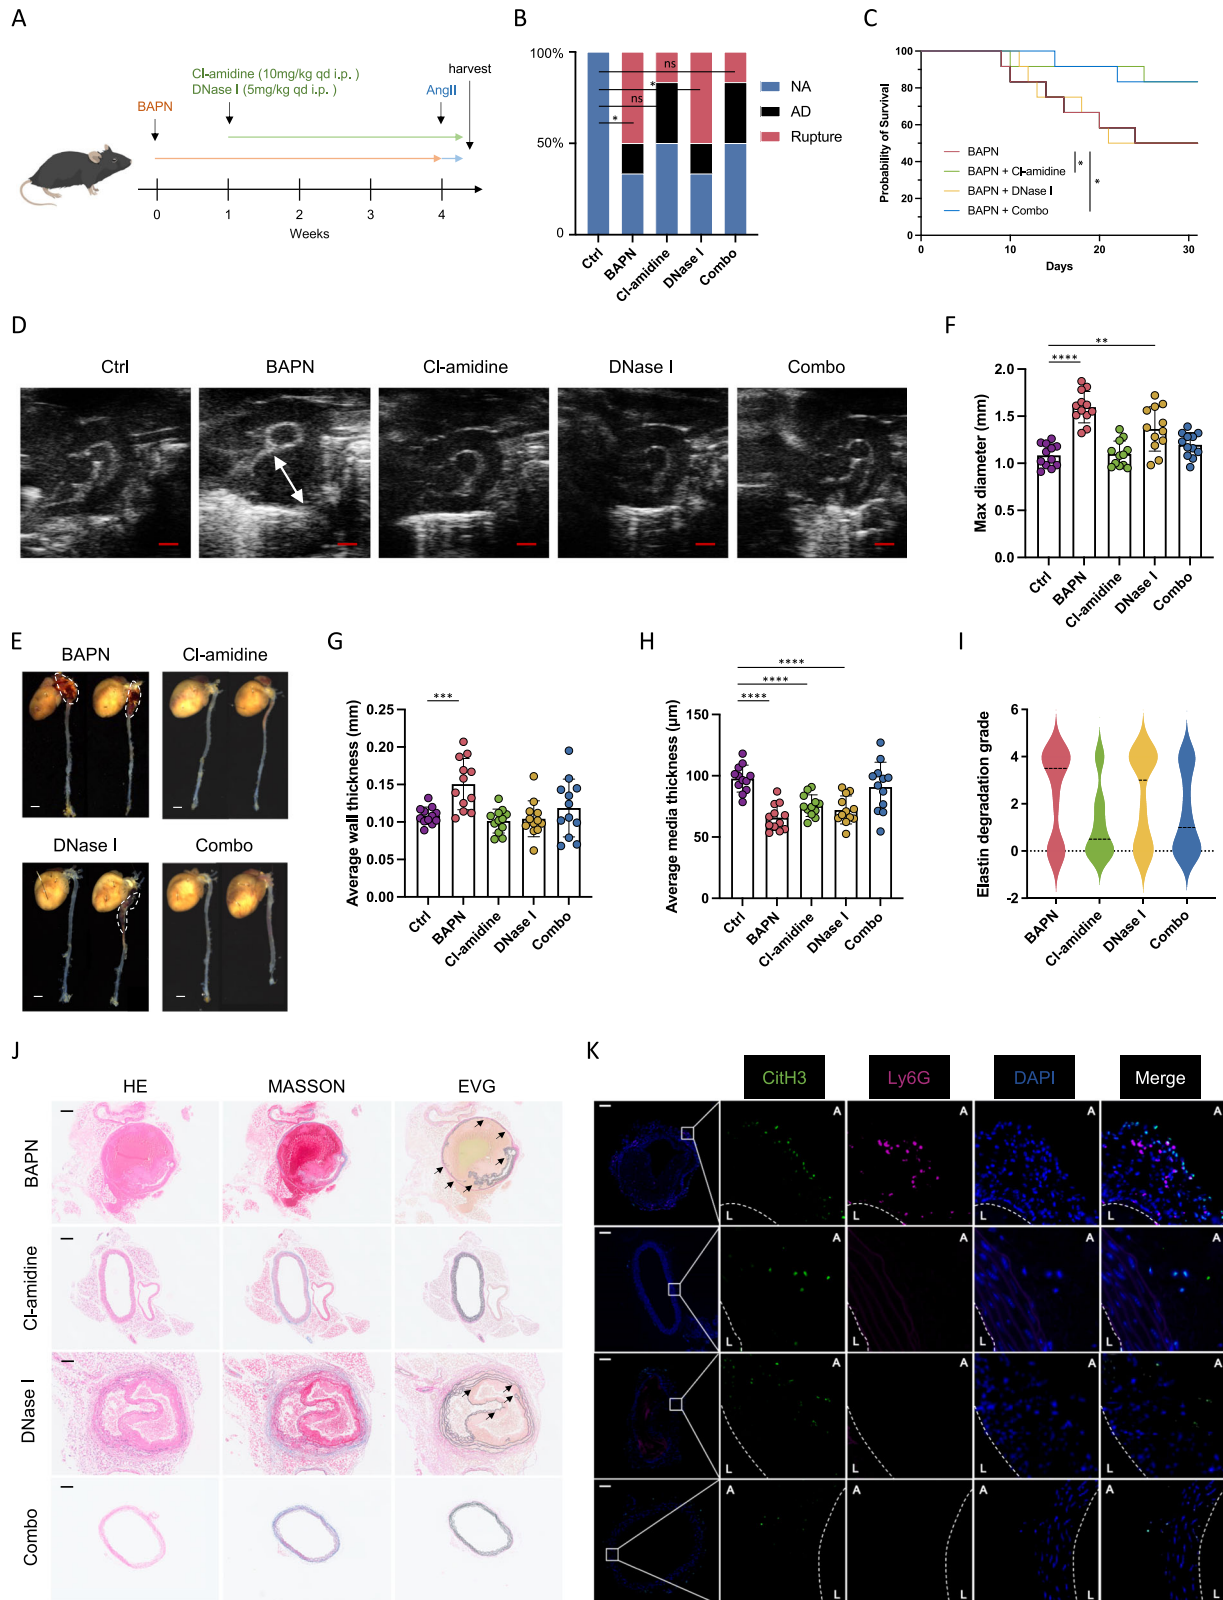 A
Cl-amidine (10mg/kg qd i.p. )
DNase I (5mg/kg qd i.p. )
BAPN
AngII
harvest
0
1
2
3
4
Weeks
B
100%
50%
0
ns
*
ns
*
NA
AD
Rupture
Ctrl
BAPN
Cl-amidine
DNase I
Combo
C
Probability of Survival
100
80
60
40
20
0
BAPN
BAPN + Cl-amidine
BAPN + DNase I
BAPN + Combo
*
*
0
10
20
30
Days
D
Ctrl
BAPN
Cl-amidine
DNase I
Combo
F
Max diameter (mm)
2.0
1.5
1.0
0.5
0.0
**
****
Ctrl
BAPN
Cl-amidine
DNase I
Combo
E
BAPN
Cl-amidine
DNase I
Combo
G
Average wall thickness (mm)
0.25
0.20
0.15
0.10
0.05
0.00
***
Ctrl
BAPN
Cl-amidine
DNase I
Combo
H
Average media thickness (μm)
150
100
50
0
****
****
****
Ctrl
BAPN
Cl-amidine
DNase I
Combo
I
Elastin degradation grade
6
4
2
0
-2
BAPN
Cl-amidine
DNase I
Combo
J
HE
MASSON
EVG
BAPN
Cl-amidine
DNase I
Combo
K
CitH3
Ly6G
DAPI
Merge
A
A
A
A
L
L
L
L
A
A
A
A
L
L
L
L
A
A
A
A
L
L
L
L
A
A
A
A
L
L
L
L